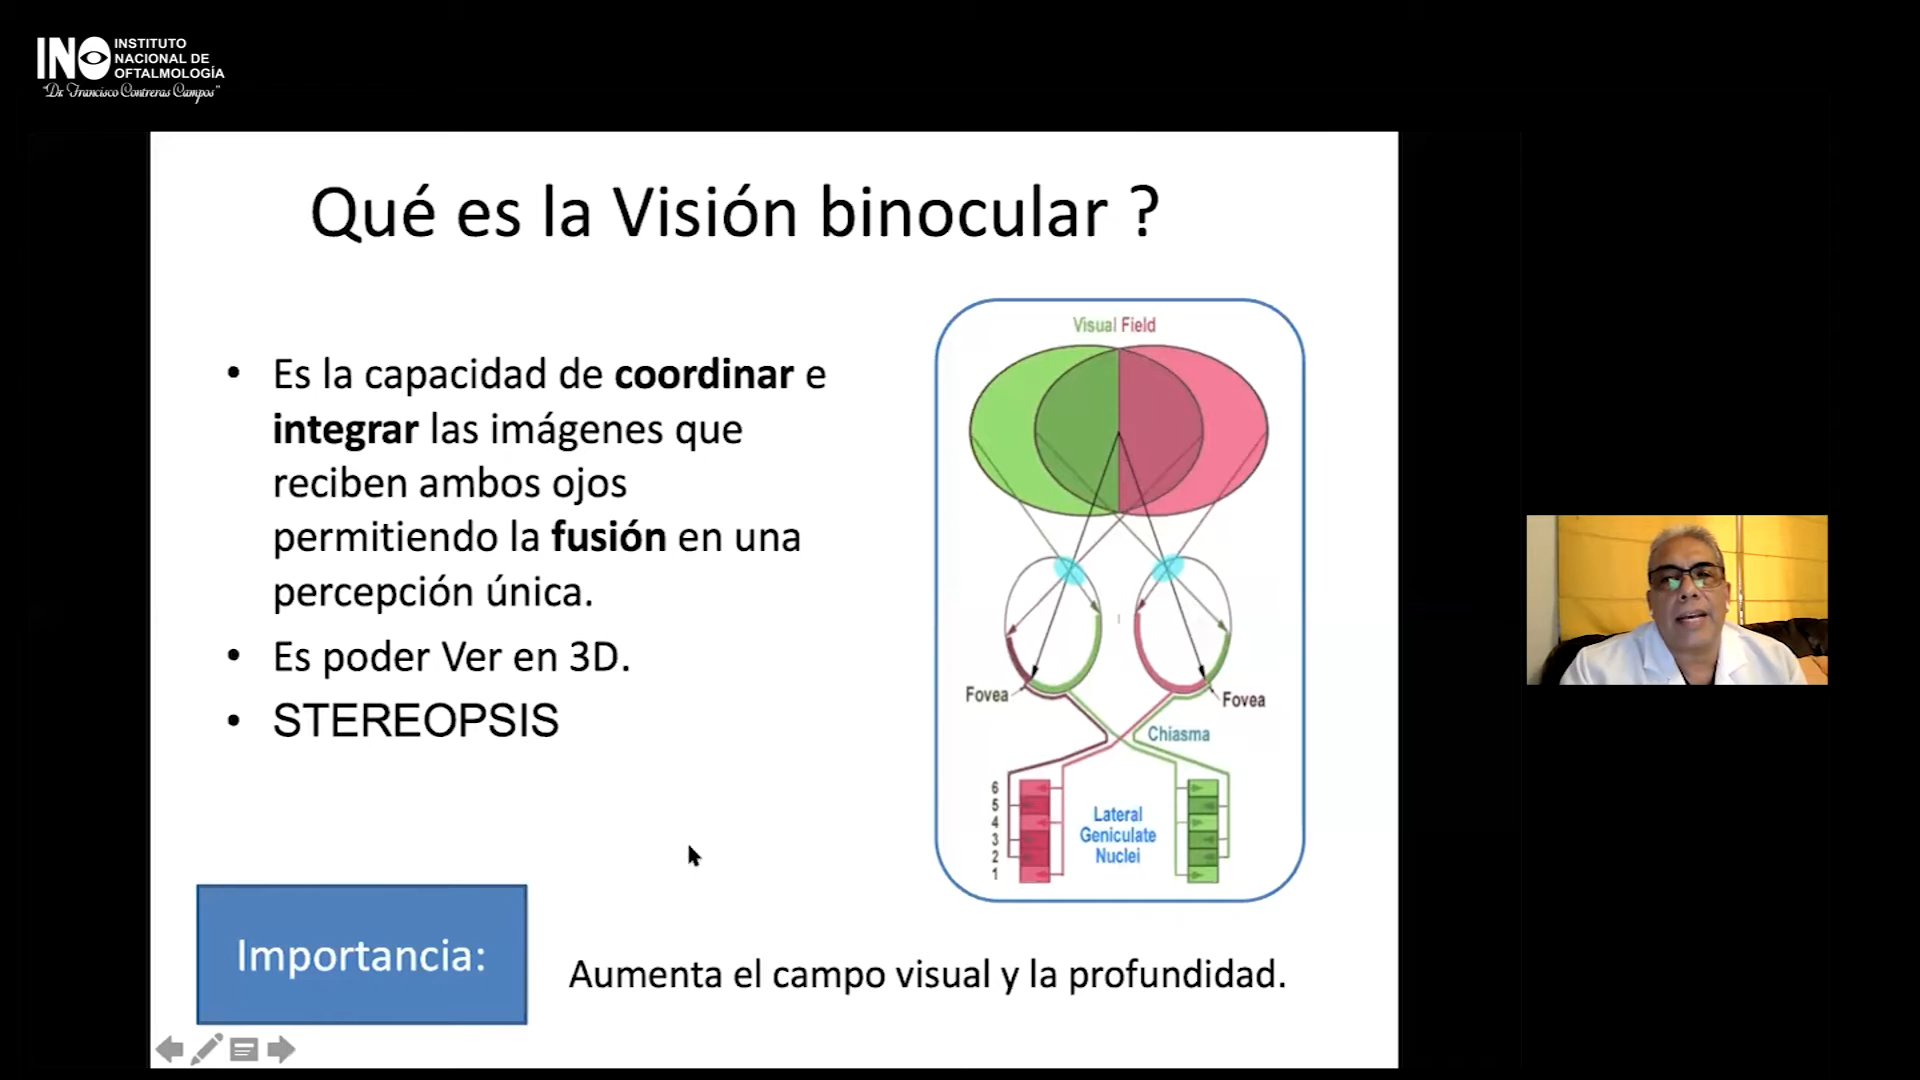 INO INSTITUTO
NACIONAL DE
OFTALMOLOGÍA
"Dr. Francisco Contreras Campos"
Qué es la Visión binocular ?
• Es la capacidad de coordinar e
integrar las imágenes que
reciben ambos ojos
permitiendo la fusión en una
percepción única.
• Es poder Ver en 3D.
• STEREOPSIS
Visual Field
Fovea
Fovea
Chiasma
6
5
4
3
2
1
Lateral
Geniculate
Nuclei
Importancia:
Aumenta el campo visual y la profundidad.